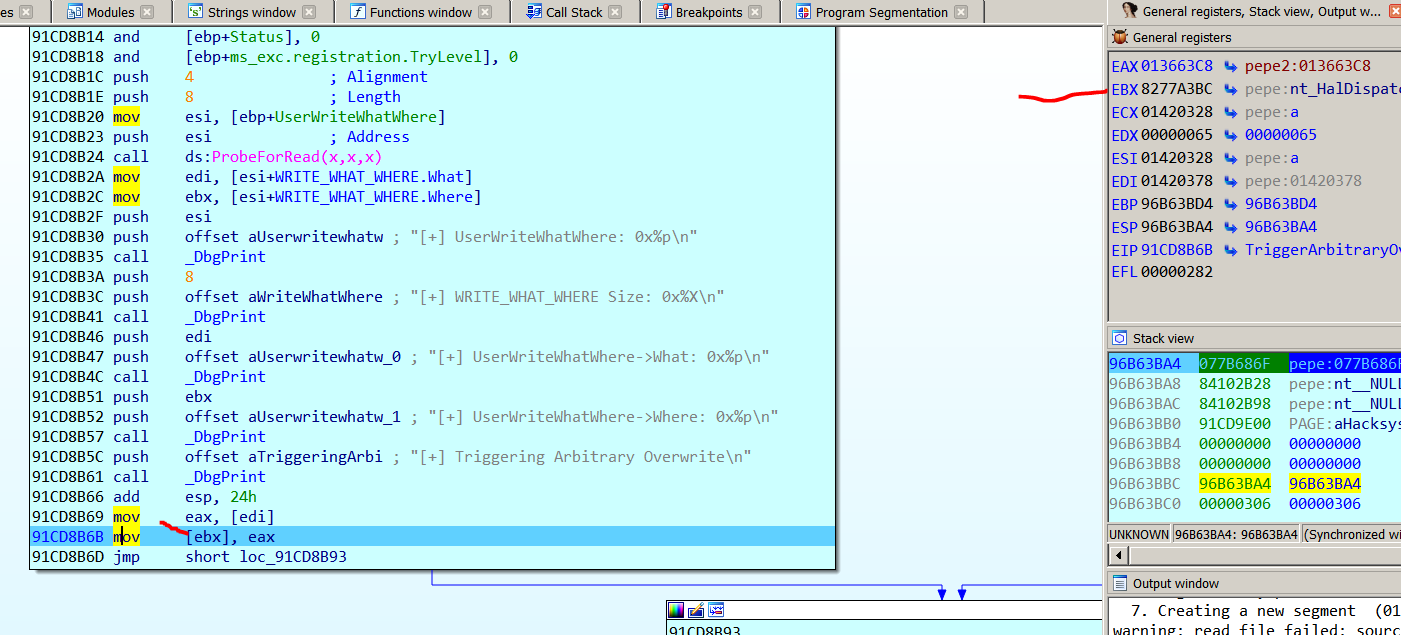 es Modules Strings window Functions window Call Stack Breakpoints Program Segmentation General registers, Stack view, Output w...
91CD8B14 and [ebp+Status], 0
91CD8B18 and [ebp+ms_exc.registration.TryLevel], 0
91CD8B1C push 4 ; Alignment
91CD8B1E push 8 ; Length
91CD8B20 mov esi, [ebp+UserWriteWhatWhere]
91CD8B23 push esi ; Address
91CD8B24 call ds:ProbeForRead(x,x,x)
91CD8B2A mov edi, [esi+WRITE_WHAT_WHERE.What]
91CD8B2C mov ebx, [esi+WRITE_WHAT_WHERE.Where]
91CD8B2F push esi
91CD8B30 push offset aUserwritewhatw ; "[+] UserWriteWhatWhere: 0x%p\n"
91CD8B35 call _DbgPrint
91CD8B3A push 8
91CD8B3C push offset aWriteWhatWhere ; "[+] WRITE_WHAT_WHERE Size: 0x%X\n"
91CD8B41 call _DbgPrint
91CD8B46 push edi
91CD8B47 push offset aUserwritewhatw_0 ; "[+] UserWriteWhatWhere->What: 0x%p\n"
91CD8B4C call _DbgPrint
91CD8B51 push ebx
91CD8B52 push offset aUserwritewhatw_1 ; "[+] UserWriteWhatWhere->Where: 0x%p\n"
91CD8B57 call _DbgPrint
91CD8B5C push offset aTriggeringArbi ; "[+] Triggering Arbitrary Overwrite\n"
91CD8B61 call _DbgPrint
91CD8B66 add esp, 24h
91CD8B69 mov eax, [edi]
91CD8B6B mov [ebx], eax
91CD8B6D jmp short loc_91CD8B93
91CD8B93
General registers
EAX 013663C8 pepe2:013663C8
EBX 8277A3BC pepe:nt_HalDispatc
ECX 01420328 pepe:a
EDX 00000065 00000065
ESI 01420328 pepe:a
EDI 01420378 pepe:01420378
EBP 96B63BD4 96B63BD4
ESP 96B63BA4 96B63BA4
EIP 91CD8B6B TriggerArbitraryOv
EFL 00000282
Stack view
96B63BA4 077B686F pepe:077B686F
96B63BA8 84102B28 pepe:nt__NULL
96B63BAC 84102B98 pepe:nt__NULL
96B63BB0 91CD9E00 PAGE:aHacksys
96B63BB4 00000000 00000000
96B63BB8 00000000 00000000
96B63BBC 96B63BA4 96B63BA4
96B63BC0 00000306 00000306
UNKNOWN 96B63BA4: 96B63BA4 (Synchronized wi
Output window
7. Creating a new segment (01
warning: read file failed: sourc